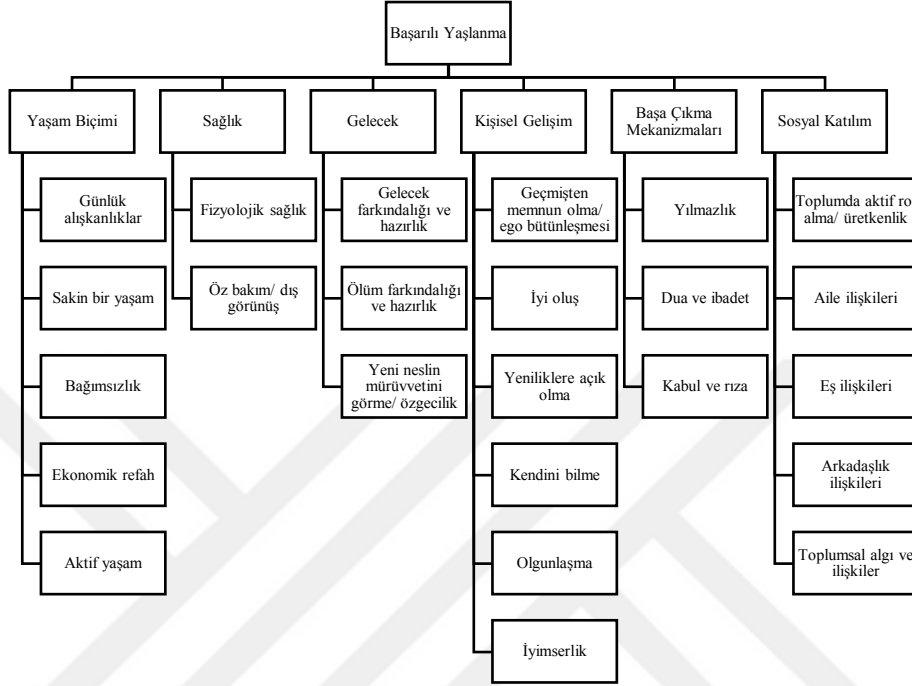 Başarılı Yaşlanma
Yaşam Biçimi
Günlük
alışkanlıklar
Sakin bir yaşam
Bağımsızlık
Ekonomik refah
Aktif yaşam
Sağlık
Fizyolojik sağlık
Öz bakım/ dış
görünüş
Gelecek
Gelecek
farkındalığı ve
hazırlık
Ölüm farkındalığı
ve hazırlık
Yeni neslin
mürüvvetini
görme/ özgecilik
Kişisel Gelişim
Geçmişten
memnun olma/
ego bütünleşmesi
İyi oluş
Yeniliklere açık
olma
Kendini bilme
Olgunlaşma
İyimserlik
Başa Çıkma
Mekanizmaları
Yılmazlık
Dua ve ibadet
Kabul ve rıza
Sosyal Katılım
Toplumda aktif ro
alma/ üretkenlik
Aile ilişkileri
Eş ilişkileri
Arkadaşlık
ilişkileri
Toplumsal algı ve
ilişkiler